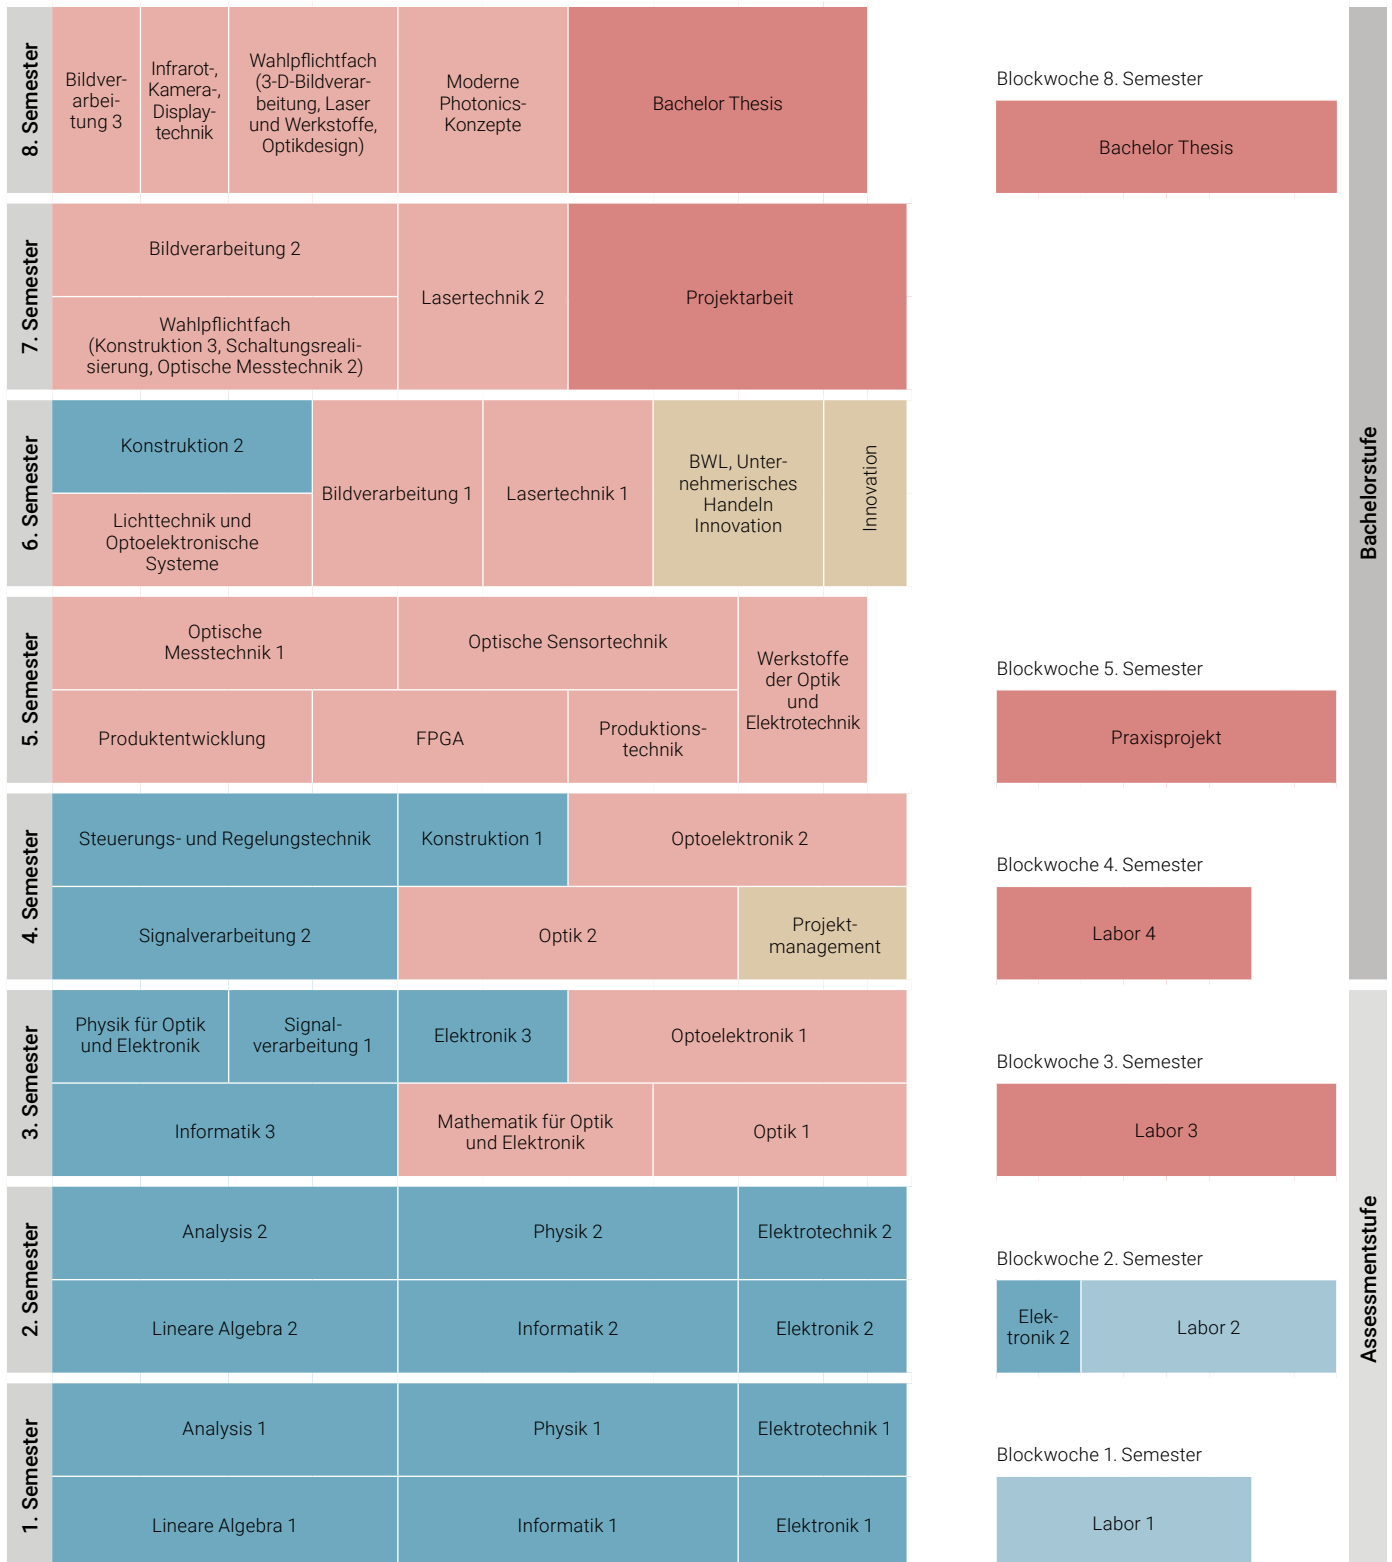 8. Semester
Bildver-
arbei-
tung 3
Infrarot-,
Kamera-,
Display-
technik
Wahlpflichtfach
(3-D-Bildverar-
beitung, Laser
und Werkstoffe,
Optikdesign)
Moderne
Photonics-
Konzepte
Bachelor Thesis
Blockwoche 8. Semester
Bachelor Thesis
7. Semester
Bildverarbeitung 2
Wahlpflichtfach
(Konstruktion 3, Schaltungsreali-
sierung, Optische Messtechnik 2)
Lasertechnik 2
Projektarbeit
6. Semester
Konstruktion 2
Lichttechnik und
Optoelektronische
Systeme
Bildverarbeitung 1
Lasertechnik 1
BWL, Unter-
nehmerisches
Handeln
Innovation
Innovation
Bachelorstufe
5. Semester
Optische
Messtechnik 1
Optische Sensortechnik
Werkstoffe
der Optik
und
Elektrotechnik
Produktentwicklung
FPGA
Produktions-
technik
Blockwoche 5. Semester
Praxisprojekt
4. Semester
Steuerungs- und Regelungstechnik
Konstruktion 1
Optoelektronik 2
Signalverarbeitung 2
Optik 2
Projekt-
management
Blockwoche 4. Semester
Labor 4
3. Semester
Physik für Optik
und Elektronik
Signal-
verarbeitung 1
Elektronik 3
Optoelektronik 1
Informatik 3
Mathematik für Optik
und Elektronik
Optik 1
Blockwoche 3. Semester
Labor 3
2. Semester
Analysis 2
Physik 2
Elektrotechnik 2
Lineare Algebra 2
Informatik 2
Elektronik 2
Blockwoche 2. Semester
Elek-
tronik 2
Labor 2
Assessmentstufe
1. Semester
Analysis 1
Physik 1
Elektrotechnik 1
Lineare Algebra 1
Informatik 1
Elektronik 1
Blockwoche 1. Semester
Labor 1